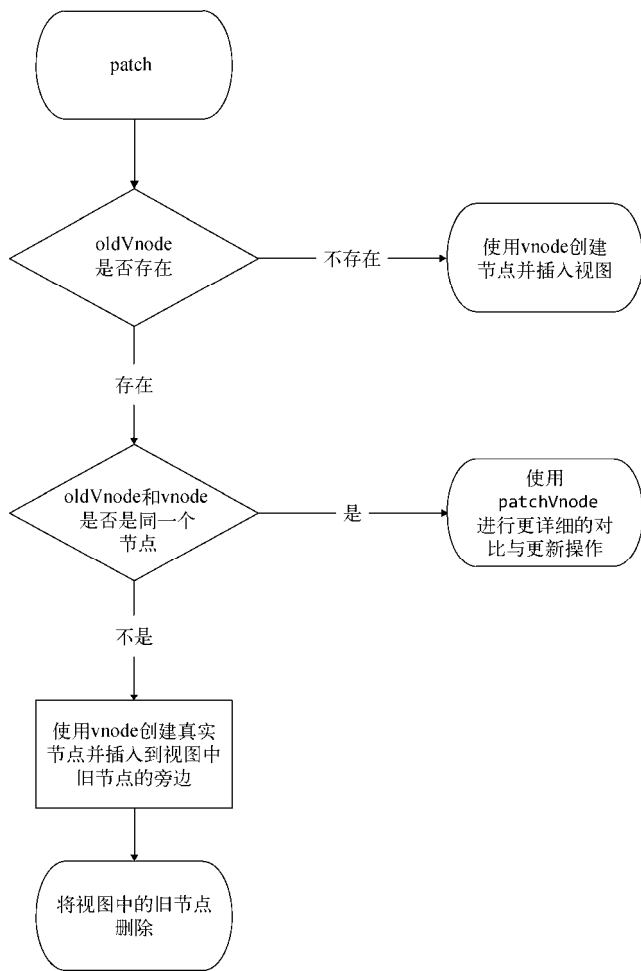 patch
oldVnode
是否存在
不存在
使用vnode创建
节点并插入视图
存在
oldVnode和vnode
是否是同一个
节点
是
使用
patchVnode
进行更详细的对
比与更新操作
不是
使用vnode创建真实
节点并插入到视图中
旧节点的旁边
将视图中的旧节点
删除